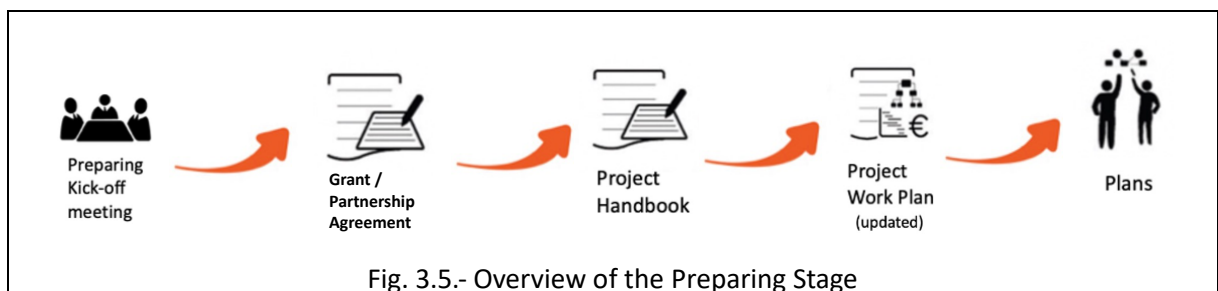 Preparing
Kick-off
meeting
Grant /
Partnership
Agreement
Project
Handbook
€
Project
Work Plan
(updated)
Plans
Fig. 3.5.- Overview of the Preparing Stage